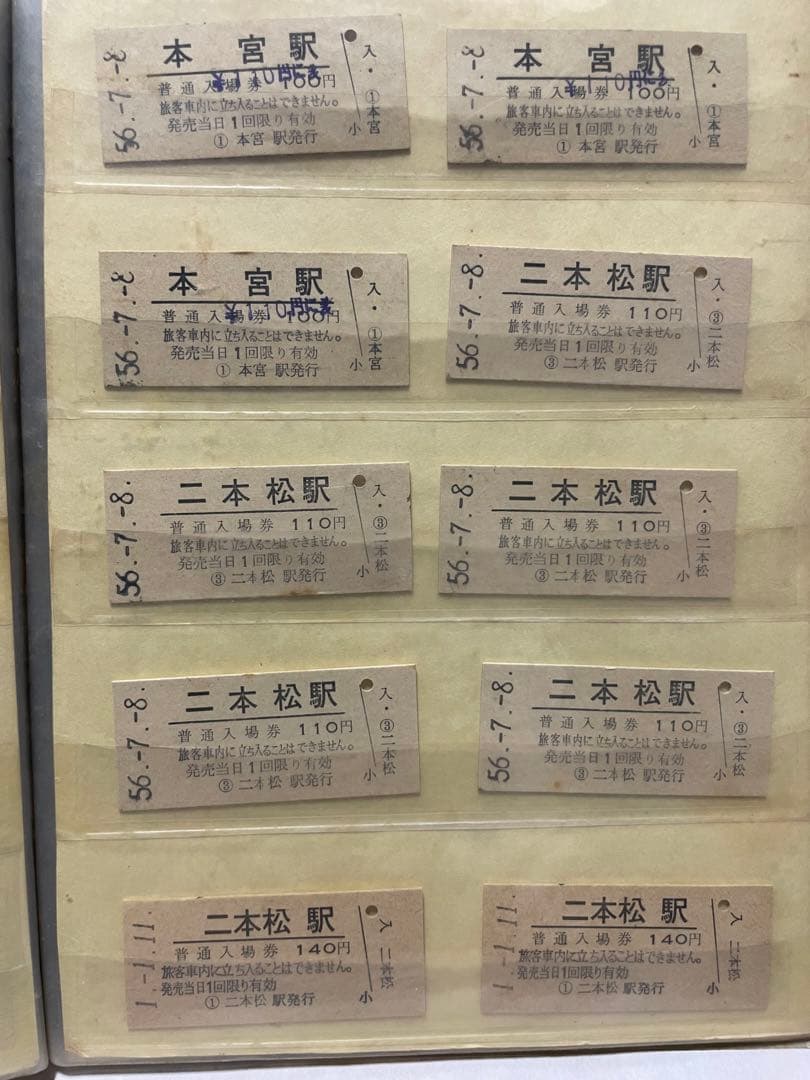 56.-7.-8
本宮駅
¥110円に変
普通入場券 100円
旅客車内に立ち入ることはできません。
発売当日1回限り有効
① 本宮 駅発行
小
入・①本宮
56.-7.-8
本宮駅
¥110円に変
普通入場券 100円
旅客車内に立ち入ることはできません。
発売当日1回限り有効
① 本宮 駅発行
小
入・①本宮
56.-7.-8
本宮駅
¥110円に変
普通入場券 100円
旅客車内に立ち入ることはできません。
発売当日1回限り有効
① 本宮 駅発行
小
入・①本宮
56.-7.-8.
二本松駅
普通入場券 110円
旅客車内に立ち入ることはできません。
発売当日1回限り有効
③ 二本松 駅発行
小
入・③二本松
56.-7.-8.
二本松駅
普通入場券 110円
旅客車内に立ち入ることはできません。
発売当日1回限り有効
③ 二本松 駅発行
小
入・③二本松
56.-7.-8.
二本松駅
普通入場券 110円
旅客車内に立ち入ることはできません。
発売当日1回限り有効
③ 二本松 駅発行
小
入・③二本松
56.-7.-8.
二本松駅
普通入場券 110円
旅客車内に立ち入ることはできません。
発売当日1回限り有効
③ 二本松 駅発行
小
入・③二本松
56.-7.-8.
二本松駅
普通入場券 110円
旅客車内に立ち入ることはできません。
発売当日1回限り有効
③ 二本松 駅発行
小
入・③二本松
1.-1.11.
二本松駅
普通入場券 140円
旅客車内に立ち入ることはできません。
発売当日1回限り有効
① 二本松 駅発行
小
入 二本松
1.-1.11.
二本松駅
普通入場券 140円
旅客車内に立ち入ることはできません。
発売当日1回限り有効
① 二本松 駅発行
小
入 二本松